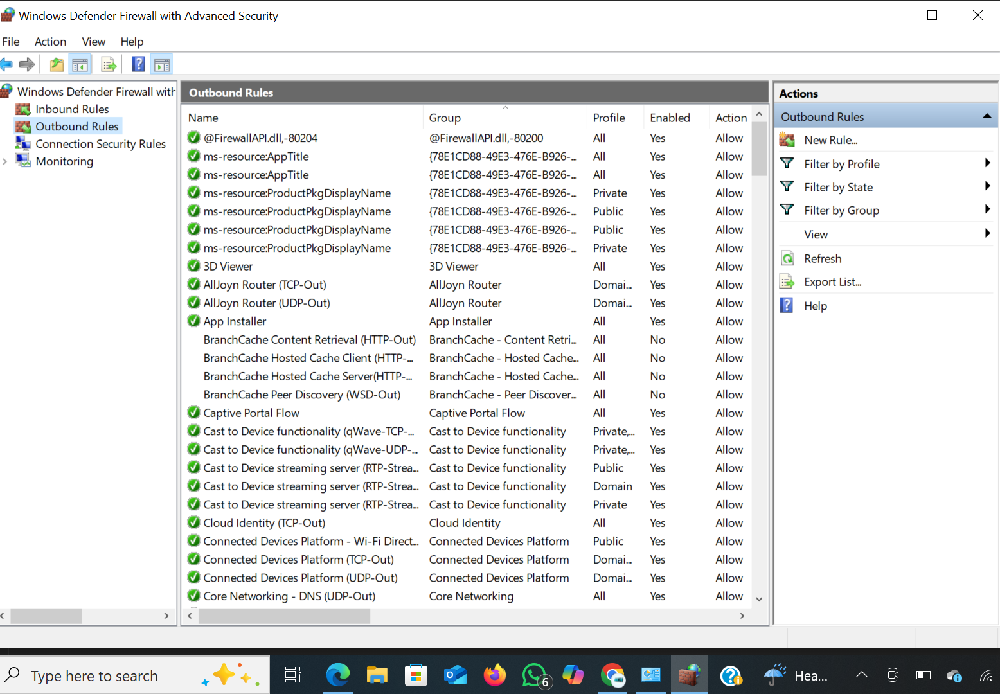 Windows Defender Firewall with Advanced Security
File Action View Help
Windows Defender Firewall with
Inbound Rules
Outbound Rules
Connection Security Rules
Monitoring
Outbound Rules
Name Group Profile Enabled Action
@FirewallAPI.dll,-80204 @FirewallAPI.dll,-80200 All Yes Allow
ms-resource:AppTitle {78E1CD88-49E3-476E-B926-... All Yes Allow
ms-resource:AppTitle {78E1CD88-49E3-476E-B926-... All Yes Allow
ms-resource:ProductPkgDisplayName {78E1CD88-49E3-476E-B926-... Private Yes Allow
ms-resource:ProductPkgDisplayName {78E1CD88-49E3-476E-B926-... Public Yes Allow
ms-resource:ProductPkgDisplayName {78E1CD88-49E3-476E-B926-... Public Yes Allow
ms-resource:ProductPkgDisplayName {78E1CD88-49E3-476E-B926-... Private Yes Allow
3D Viewer 3D Viewer All Yes Allow
AllJoyn Router (TCP-Out) AllJoyn Router Domai... Yes Allow
AllJoyn Router (UDP-Out) AllJoyn Router Domai... Yes Allow
App Installer App Installer All Yes Allow
BranchCache Content Retrieval (HTTP-Out) BranchCache - Content Retri... All No Allow
BranchCache Hosted Cache Client (HTTP-... BranchCache - Hosted Cache... All No Allow
BranchCache Hosted Cache Server(HTTP-... BranchCache - Hosted Cache... All No Allow
BranchCache Peer Discovery (WSD-Out) BranchCache - Peer Discover... All No Allow
Captive Portal Flow Captive Portal Flow All Yes Allow
Cast to Device functionality (qWave-TCP-... Cast to Device functionality Private,... Yes Allow
Cast to Device functionality (qWave-UDP-... Cast to Device functionality Private,... Yes Allow
Cast to Device streaming server (RTP-Strea... Cast to Device functionality Public Yes Allow
Cast to Device streaming server (RTP-Strea... Cast to Device functionality Domain Yes Allow
Cast to Device streaming server (RTP-Strea... Cast to Device functionality Private Yes Allow
Cloud Identity (TCP-Out) Cloud Identity All Yes Allow
Connected Devices Platform - Wi-Fi Direct... Connected Devices Platform Public Yes Allow
Connected Devices Platform (TCP-Out) Connected Devices Platform Domai... Yes Allow
Connected Devices Platform (UDP-Out) Connected Devices Platform Domai... Yes Allow
Core Networking - DNS (UDP-Out) Core Networking All Yes Allow
Actions
Outbound Rules
New Rule...
Filter by Profile
Filter by State
Filter by Group
View
Refresh
Export List...
Help
Type here to search
6
Hea...